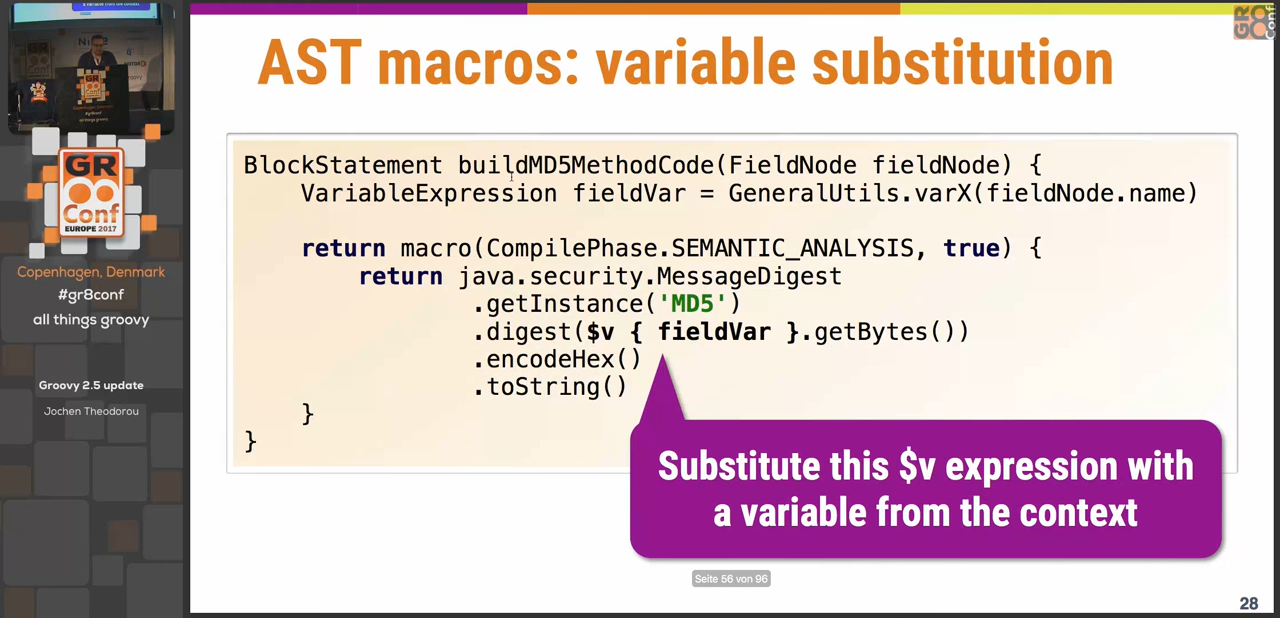 AST macros: variable substitution
BlockStatement buildMD5MethodCode(FieldNode fieldNode) {
    VariableExpression fieldVar = GeneralUtils.varX(fieldNode.name)
    return macro(CompilePhase.SEMANTIC_ANALYSIS, true) {
        return java.security.MessageDigest
                .getInstance('MD5')
                .digest($v { fieldVar }.getBytes())
                .encodeHex()
                .toString()
    }
}
Substitute this $v expression with
a variable from the context
Seite 56 von 96
28
GR
Conf
EUROPE 2017
Copenhagen, Denmark
#gr8conf
all things groovy
Groovy 2.5 update
Jochen Theodorou